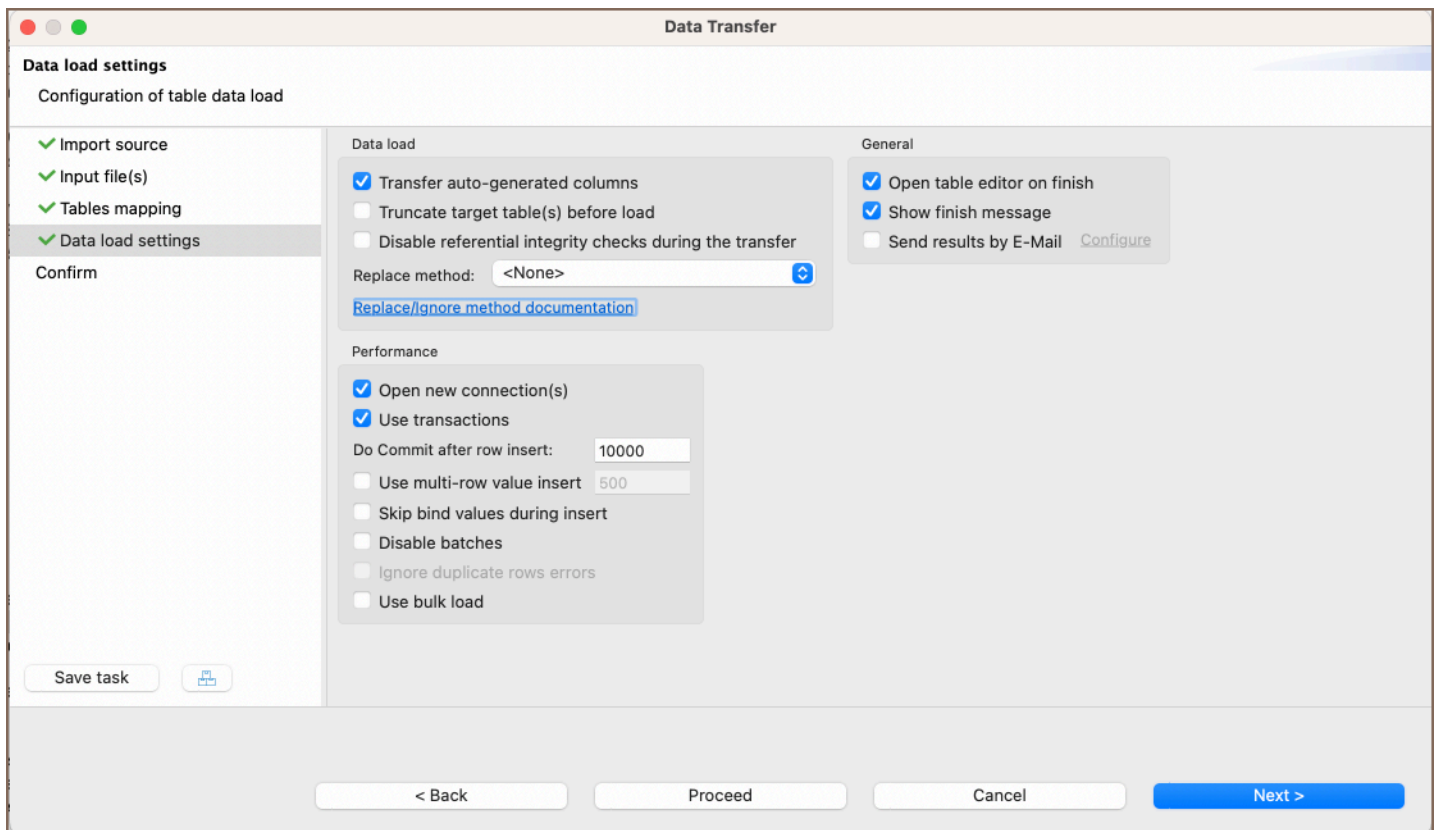 Data Transfer
Data load settings
Configuration of table data load
Import source
Input file(s)
Tables mapping
Data load settings
Confirm
Save task
Data load
Transfer auto-generated columns
Truncate target table(s) before load
Disable referential integrity checks during the transfer
Replace method: <None>
Replace/Ignore method documentation
General
Open table editor on finish
Show finish message
Send results by E-Mail Configure
Performance
Open new connection(s)
Use transactions
Do Commit after row insert: 10000
Use multi-row value insert 500
Skip bind values during insert
Disable batches
Ignore duplicate rows errors
Use bulk load
< Back Proceed Cancel Next >